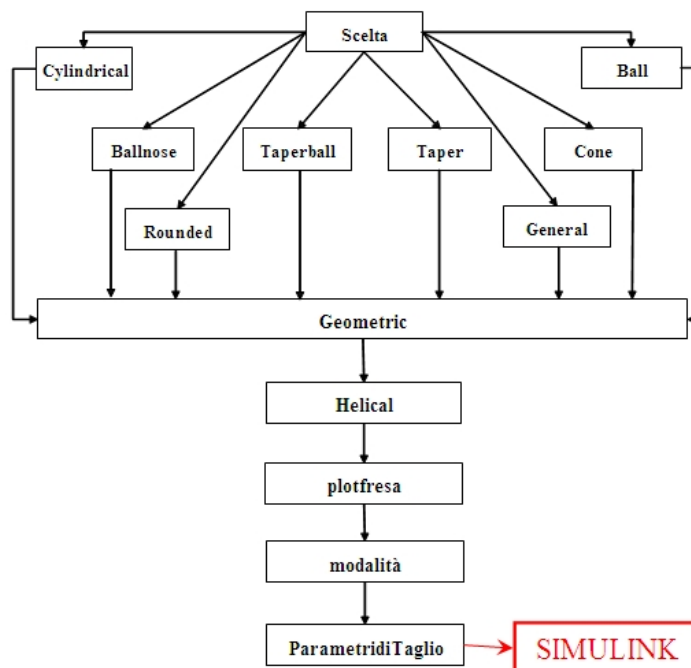 Scelta
Cylindrical
Ball
Ballnose
Taperball
Taper
Cone
Rounded
General
Geometric
Helical
plotfresa
modalità
ParametridiTaglio
SIMULINK